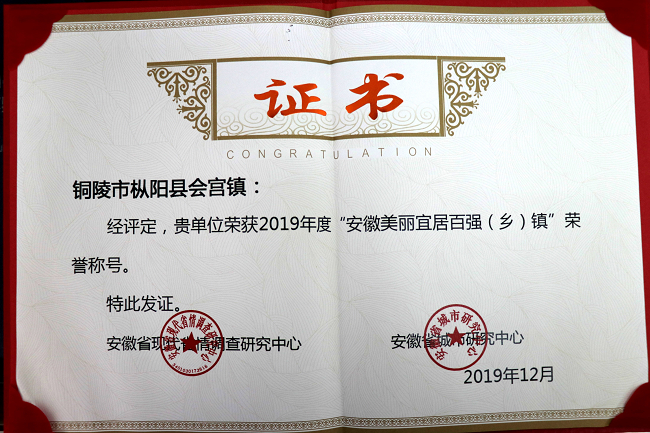 证书
CONGRATULATION
铜陵市枞阳县会宫镇：
经评定，贵单位荣获2019年度“安徽美丽宜居百强（乡）镇”荣
誉称号。
特此发证。
安徽省现代省情调查研究中心 安徽省城市研究中心
2019年12月